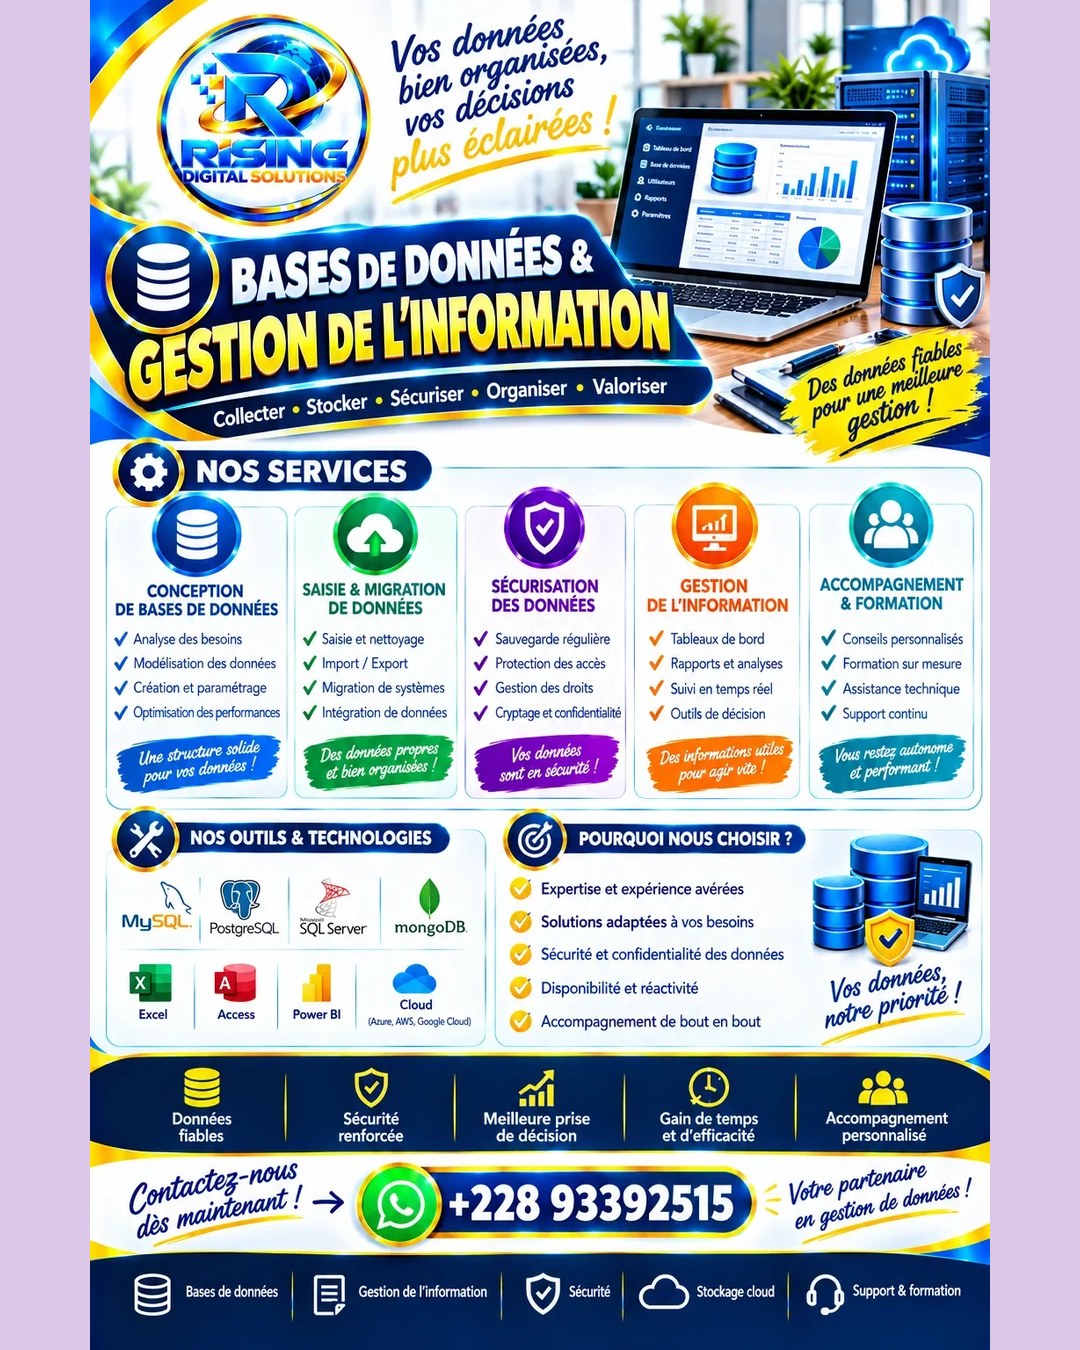 RISING
DIGITAL SOLUTIONS
Vos données
bien organisées,
vos décisions
plus éclairées !
Tableau de bord
Base de données
Utilisateurs
Rapports
Paramètres
BASES DE DONNÉES &
GESTION DE L'INFORMATION
Collecter • Stocker • Sécuriser • Organiser • Valoriser
Des données fiables
pour une meilleure
gestion !
NOS SERVICES
CONCEPTION
DE BASES DE DONNÉES
Analyse des besoins
Modélisation des données
Création et paramétrage
Optimisation des performances
Une structure solide
pour vos données !
SAISIE & MIGRATION
DE DONNÉES
Saisie et nettoyage
Import / Export
Migration de systèmes
Intégration de données
Des données propres
et bien organisées !
SÉCURISATION
DES DONNÉES
Sauvegarde régulière
Protection des accès
Gestion des droits
Cryptage et confidentialité
Vos données
sont en sécurité !
GESTION
DE L'INFORMATION
Tableaux de bord
Rapports et analyses
Suivi en temps réel
Outils de décision
Des informations utiles
pour agir vite !
ACCOMPAGNEMENT
& FORMATION
Conseils personnalisés
Formation sur mesure
Assistance technique
Support continu
Vous restez autonome
et performant !
NOS OUTILS & TECHNOLOGIES
MySQL.
PostgreSQL
Microsoft
SQL Server
mongoDB.
Excel
Access
Power BI
Cloud
(Azure, AWS, Google Cloud)
POURQUOI NOUS CHOISIR ?
Expertise et expérience avérées
Solutions adaptées à vos besoins
Sécurité et confidentialité des données
Disponibilité et réactivité
Accompagnement de bout en bout
Vos données,
notre priorité !
Données
fiables
Sécurité
renforcée
Meilleure prise
de décision
Gain de temps
et d'efficacité
Accompagnement
personnalisé
Contactez-nous
dès maintenant !
+228 93392515
Votre partenaire
en gestion de données !
Bases de données
Gestion de l'information
Sécurité
Stockage cloud
Support & formation